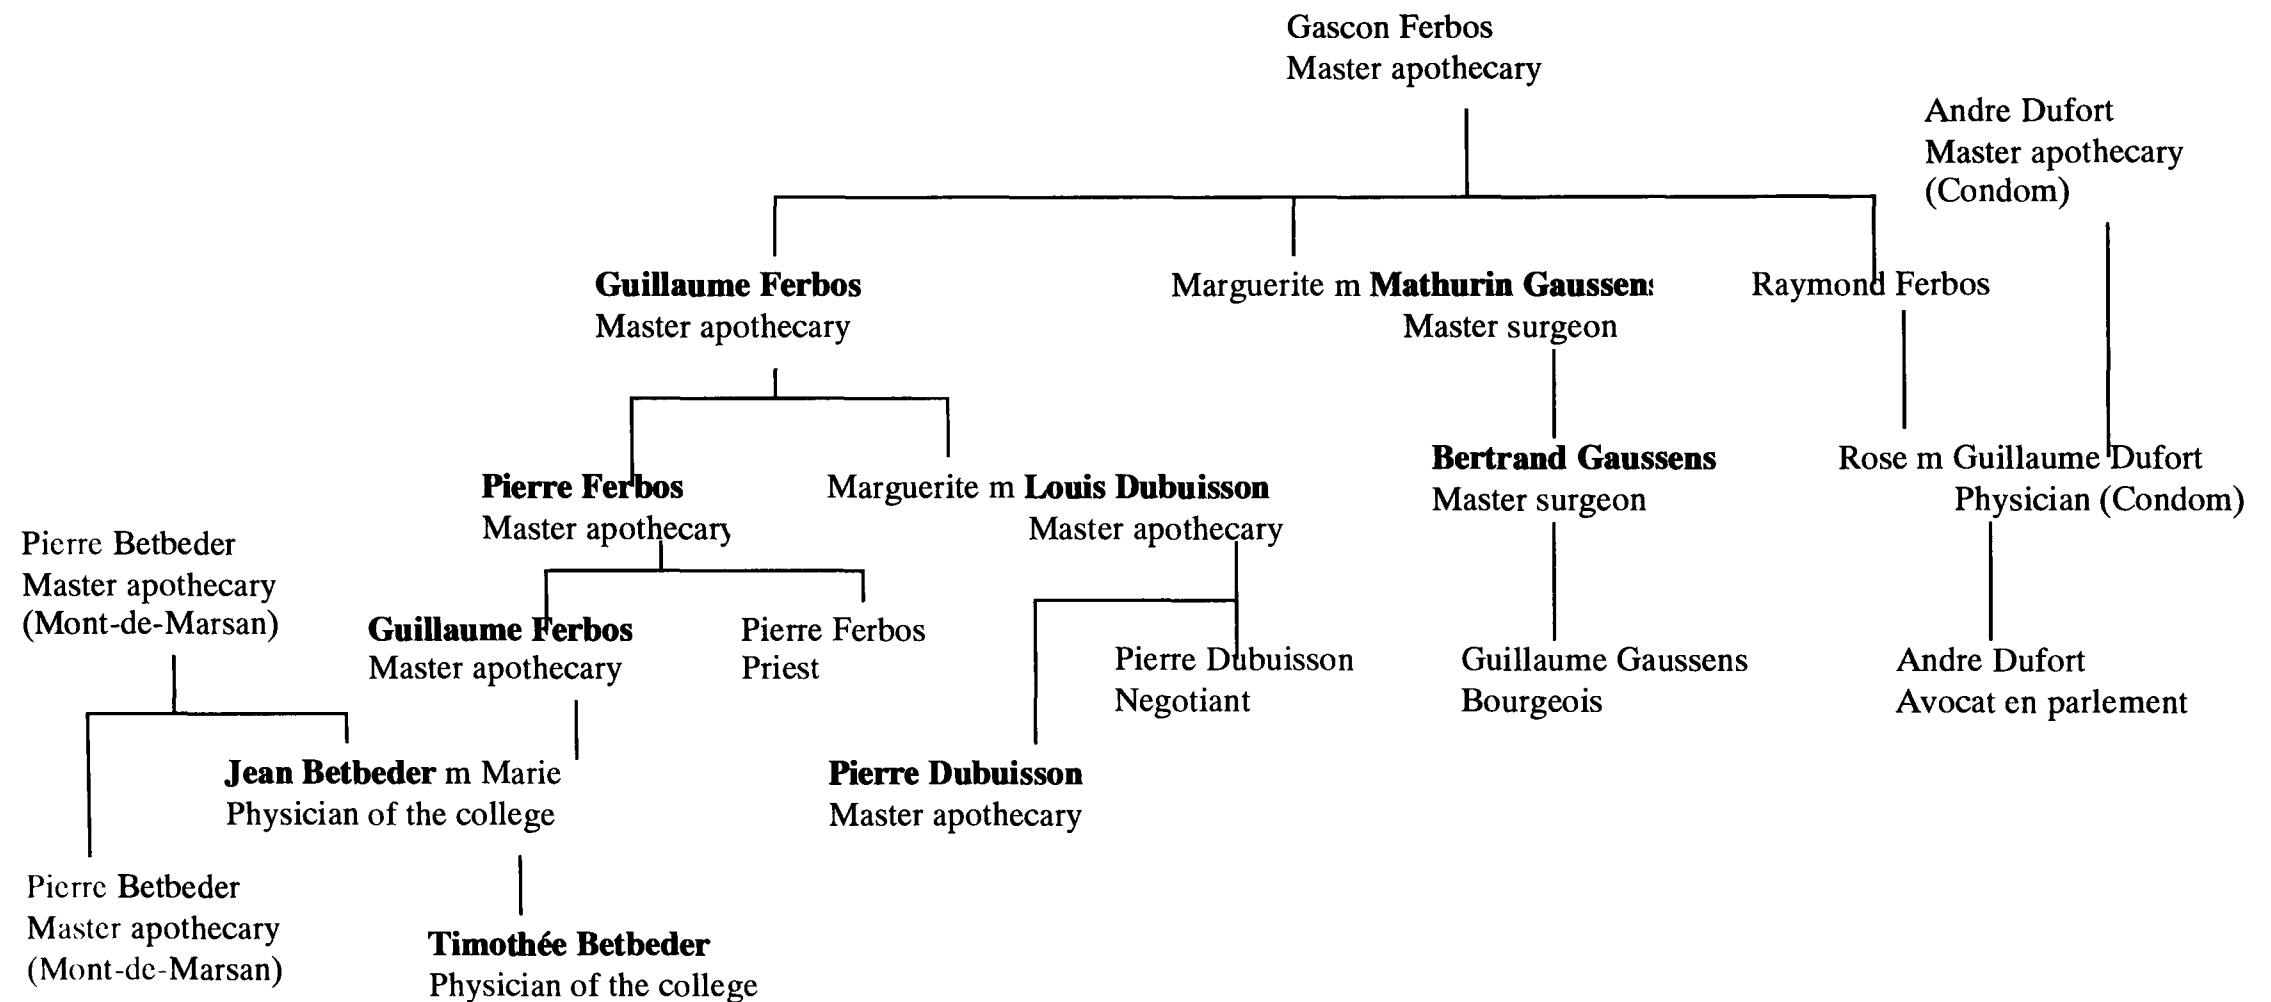 Gascon Ferbos
Master apothecary
Andre Dufort
Master apothecary
(Condom)
Guillaume Ferbos
Master apothecary
Marguerite m Mathurin Gaussens
Master surgeon
Raymond Ferbos
Pierre Ferbos
Master apothecary
Marguerite m Louis Dubuisson
Master apothecary
Bertrand Gaussens
Master surgeon
Rose m Guillaume Dufort
Physician (Condom)
Pierre Betbeder
Master apothecary
(Mont-de-Marsan)
Guillaume Ferbos
Master apothecary
Pierre Ferbos
Priest
Pierre Dubuisson
Negotiant
Guillaume Gaussens
Bourgeois
Andre Dufort
Avocat en parlement
Jean Betbeder m Marie
Physician of the college
Pierre Dubuisson
Master apothecary
Pierre Betbeder
Master apothecary
(Mont-de-Marsan)
Timothée Betbeder
Physician of the college